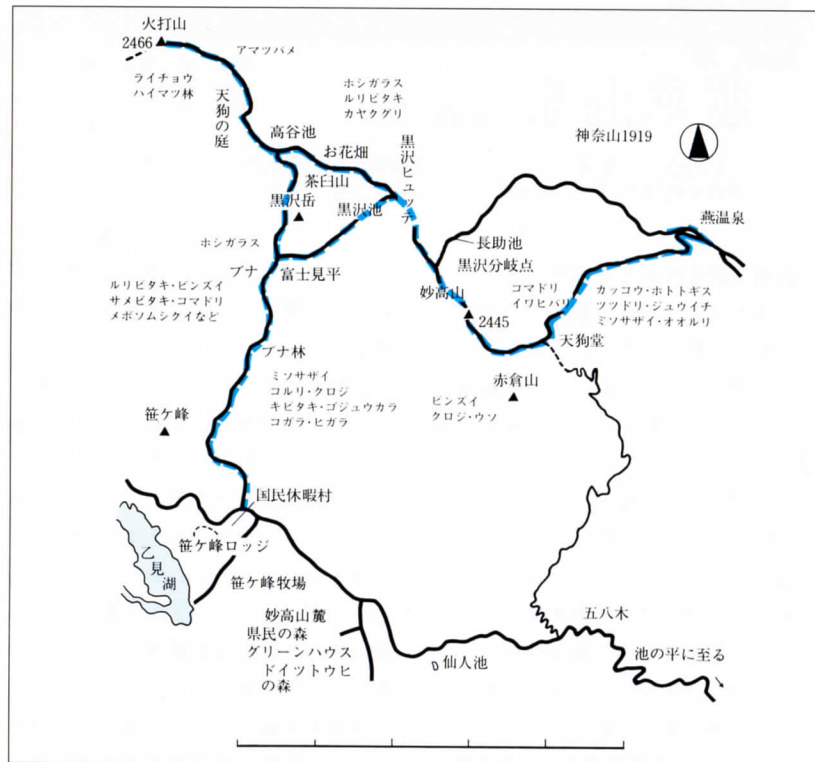 火打山
2466
アマツバメ
ライチョウ
ハイマツ林
天狗の庭
ホシガラス
ルリビタキ
カヤクグリ
高谷池
お花畑
黒沢ヒュッテ
神奈山1919
茶臼山
黒沢岳
黒沢池
燕温泉
ホシガラス
長助池
黒沢分岐点
ブナ
富士見平
ルリビタキ・ビンズイ
サメビタキ・コマドリ
メボソムシクイなど
妙高山
2445
コマドリ
イワヒバリ
カッコウ・ホトトギス
ツツドリ・ジュウイチ
ミソサザイ・オオルリ
天狗堂
ブナ林
ミソサザイ
コルリ・クロジ
キビタキ・ゴジュウカラ
コガラ・ヒガラ
赤倉山
ビンズイ
クロジ・ウソ
笹ケ峰
国民休暇村
笹ケ峰ロッジ
乙見湖
笹ケ峰牧場
妙高山麓
県民の森
グリーンハウス
ドイツトウヒ
の森
仙人池
五八木
池の平に至る